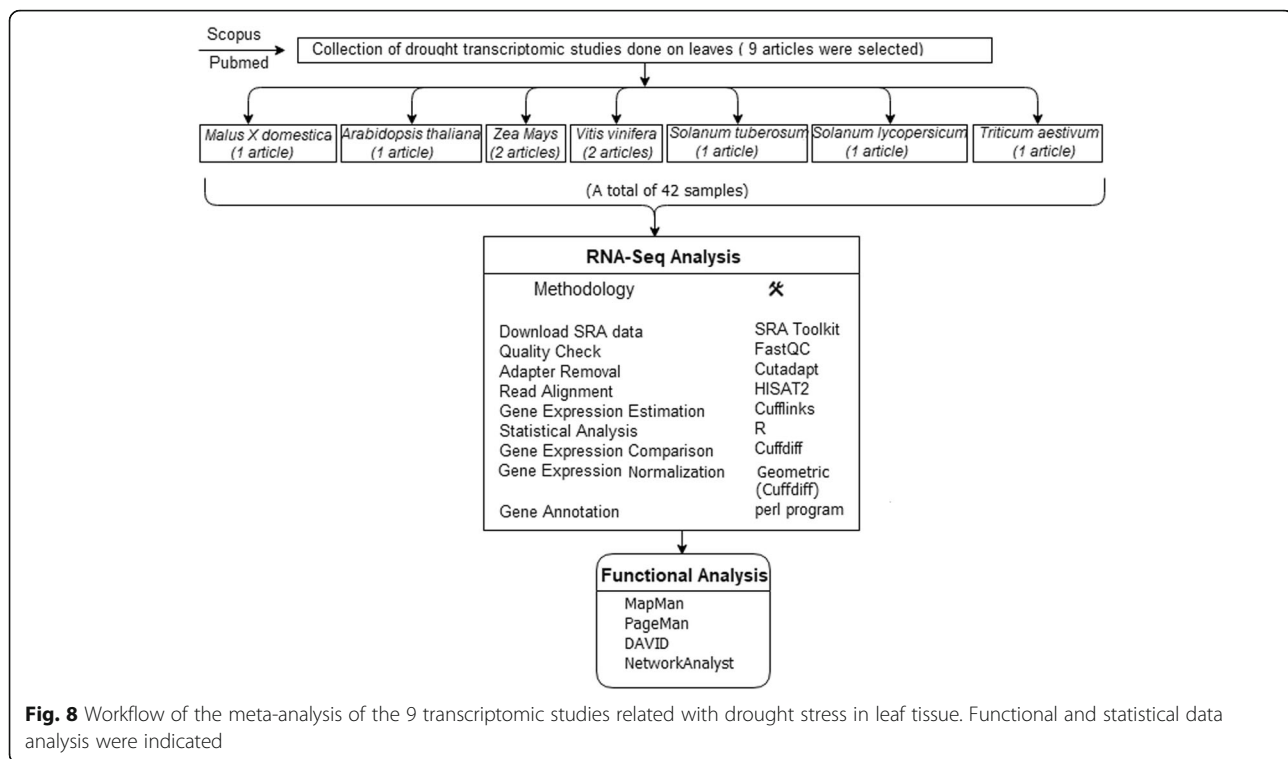 Scopus
Pubmed
Collection of drought transcriptomic studies done on leaves ( 9 articles were selected)
Malus X domestica
(1 article)
Arabidopsis thaliana
(1 article)
Zea Mays
(2 articles)
Vitis vinifera
(2 articles)
Solanum tuberosum
(1 article)
Solanum lycopersicum
(1 article)
Triticum aestivum
(1 article)
(A total of 42 samples)
RNA-Seq Analysis
Methodology
Download SRA data SRA Toolkit
Quality Check FastQC
Adapter Removal Cutadapt
Read Alignment HISAT2
Gene Expression Estimation Cufflinks
Statistical Analysis R
Gene Expression Comparison Cuffdiff
Gene Expression Normalization Geometric
(Cuffdiff)
Gene Annotation perl program
Functional Analysis
MapMan
PageMan
DAVID
NetworkAnalyst
Fig. 8 Workflow of the meta-analysis of the 9 transcriptomic studies related with drought stress in leaf tissue. Functional and statistical data
analysis were indicated